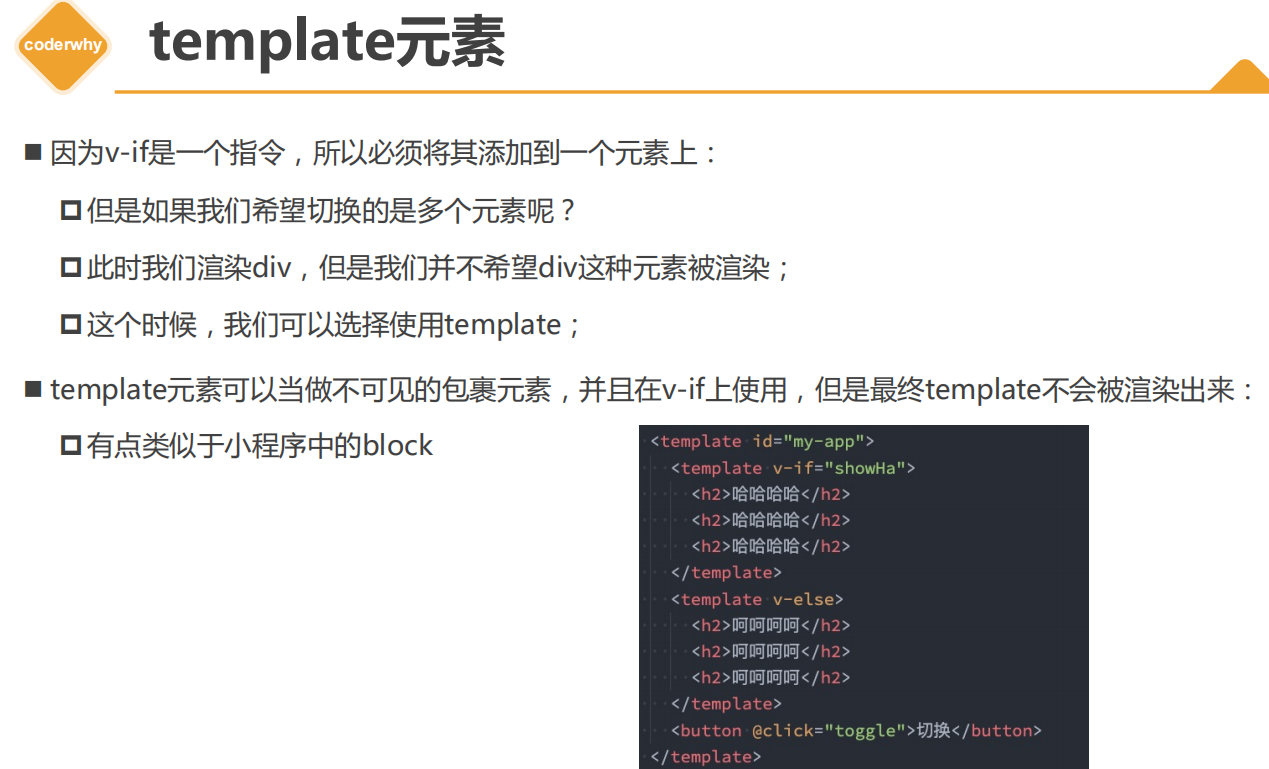 coderwhy
template元素
因为v-if是一个指令，所以必须将其添加到一个元素上：
但是如果我们希望切换的是多个元素呢？
此时我们渲染div，但是我们并不希望div这种元素被渲染；
这个时候，我们可以选择使用template；
template元素可以当做不可见的包裹元素，并且在v-if上使用，但是最终template不会被渲染出来：
有点类似于小程序中的block
<template id="my-app">
<template v-if="showHa">
<h2>哈哈哈哈</h2>
<h2>哈哈哈哈</h2>
<h2>哈哈哈哈</h2>
</template>
<template v-else>
<h2>呵呵呵呵</h2>
<h2>呵呵呵呵</h2>
<h2>呵呵呵呵</h2>
</template>
<button @click="toggle">切换</button>
</template>